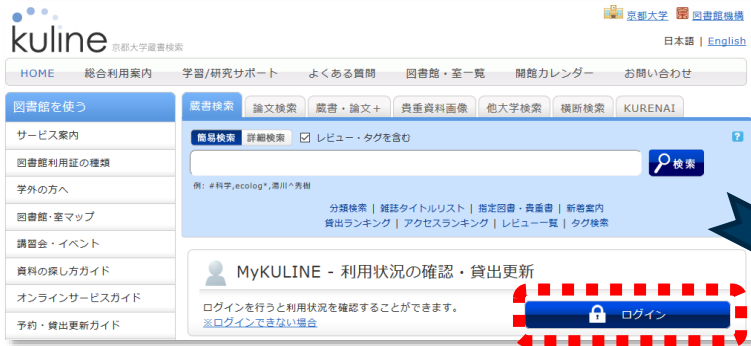 京都大学 図書館機構
kuline 京都大学蔵書検索
日本語 | English
HOME 総合利用案内 学習/研究サポート よくある質問 図書館・室一覧 開館カレンダー お問い合わせ
図書館を使う
サービス案内
図書館利用証の種類
学外の方へ
図書館・室マップ
講習会・イベント
資料の探し方ガイド
オンラインサービスガイド
予約・貸出更新ガイド
蔵書検索 論文検索 蔵書・論文+ 貴重資料画像 他大学検索 横断検索 KURENAI
簡易検索 詳細検索 レビュー・タグを含む ?
検索
例: #科学,ecolog*,湯川^秀樹
分類検索 | 雑誌タイトルリスト | 指定図書・貴重書 | 新着案内
貸出ランキング | アクセスランキング | レビュー一覧 | タグ検索
MyKULINE - 利用状況の確認・貸出更新
ログインを行うと利用状況を確認することができます。
※ログインできない場合
ログイン